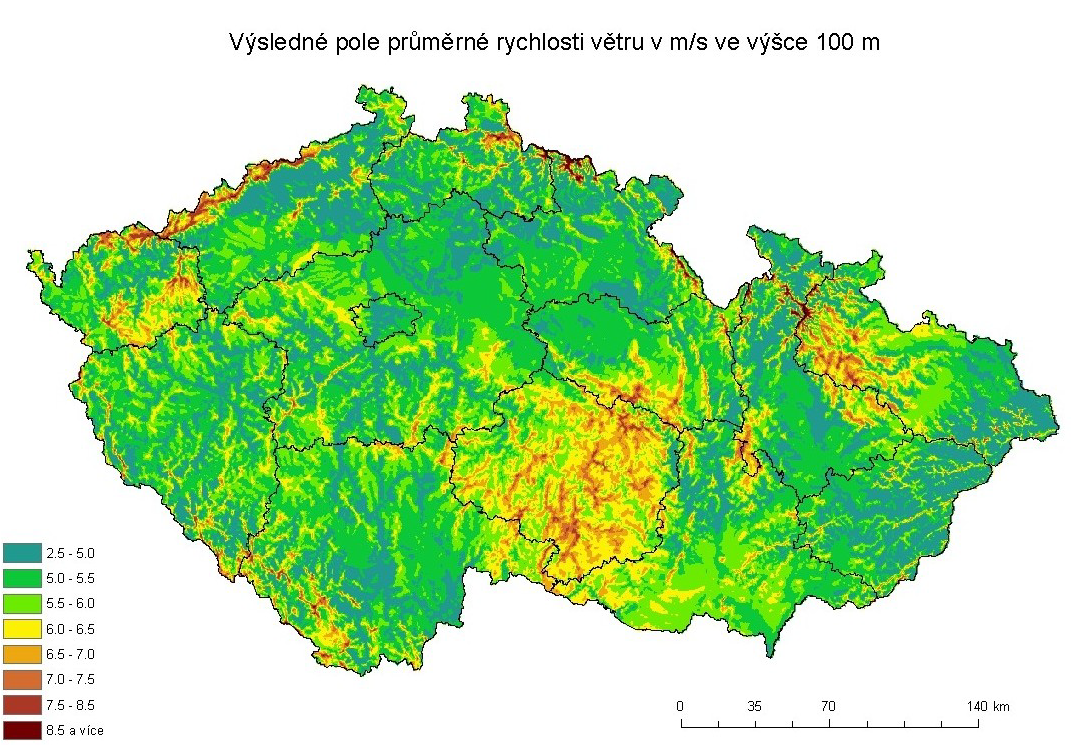 Výsledné pole průměrné rychlosti větru v m/s ve výšce 100 m
2.5 - 5.0
5.0 - 5.5
5.5 - 6.0
6.0 - 6.5
6.5 - 7.0
7.0 - 7.5
7.5 - 8.5
8.5 a více
0 35 70 140 km